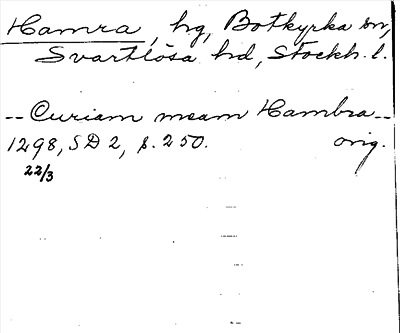 Hamra, hg, Botkyrka sn,
Svartlösa hd, Stockh. l.
-- Curiam meam Hambra --
1298, SD 2, s. 250. orig.
22/3